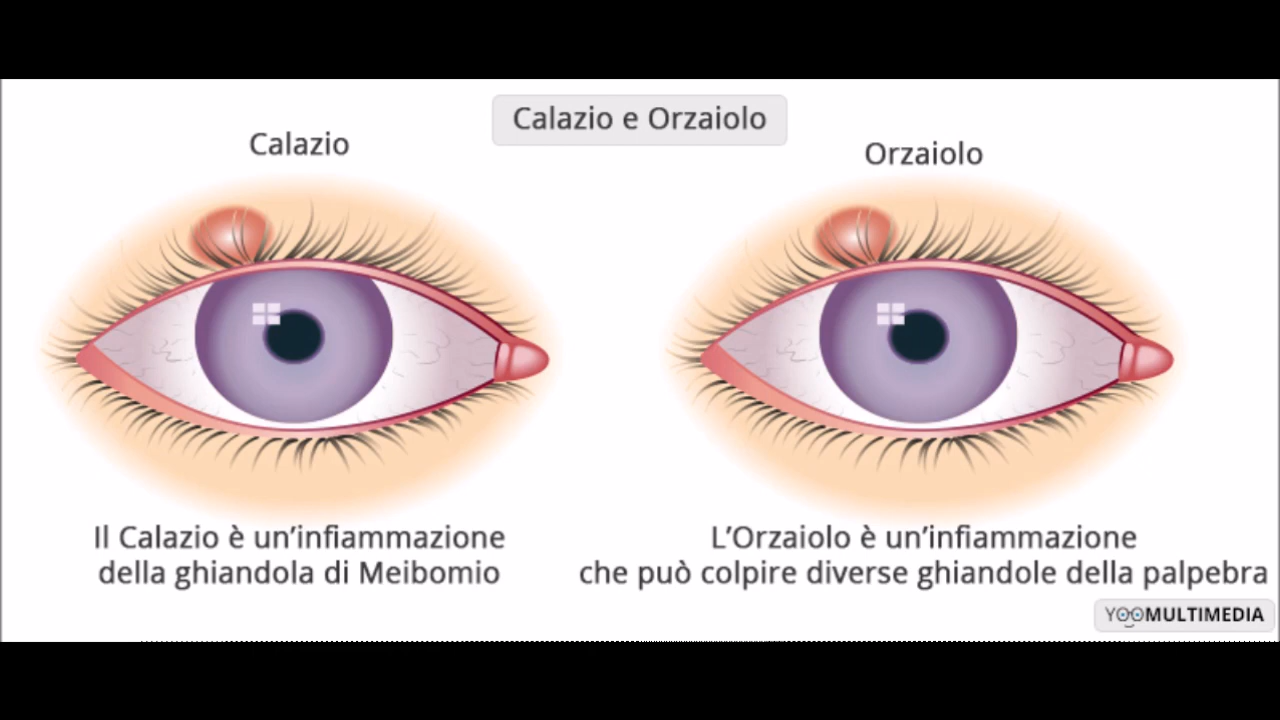 Calazio e Orzaiolo
Calazio
Orzaiolo
Il Calazio è un’infiammazione
della ghiandola di Meibomio
L’Orzaiolo è un’infiammazione
che può colpire diverse ghiandole della palpebra
YOOMULTIMEDIA